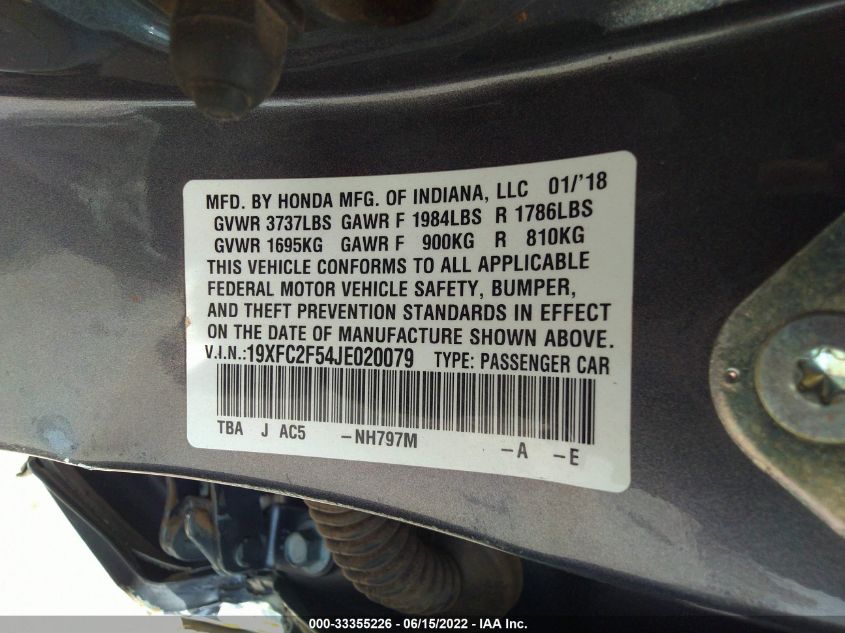 MFD. BY HONDA MFG. OF INDIANA, LLC 01/'18
GVWR 3737LBS GAWR F 1984LBS R 1786LBS
GVWR 1695KG GAWR F 900KG R 810KG
THIS VEHICLE CONFORMS TO ALL APPLICABLE
FEDERAL MOTOR VEHICLE SAFETY, BUMPER,
AND THEFT PREVENTION STANDARDS IN EFFECT
ON THE DATE OF MANUFACTURE SHOWN ABOVE.
V.I.N.:19XFC2F54JE020079 TYPE: PASSENGER CAR
TBA J AC5 -NH797M -A -E
000-33355226 - 06/15/2022 - IAA Inc.